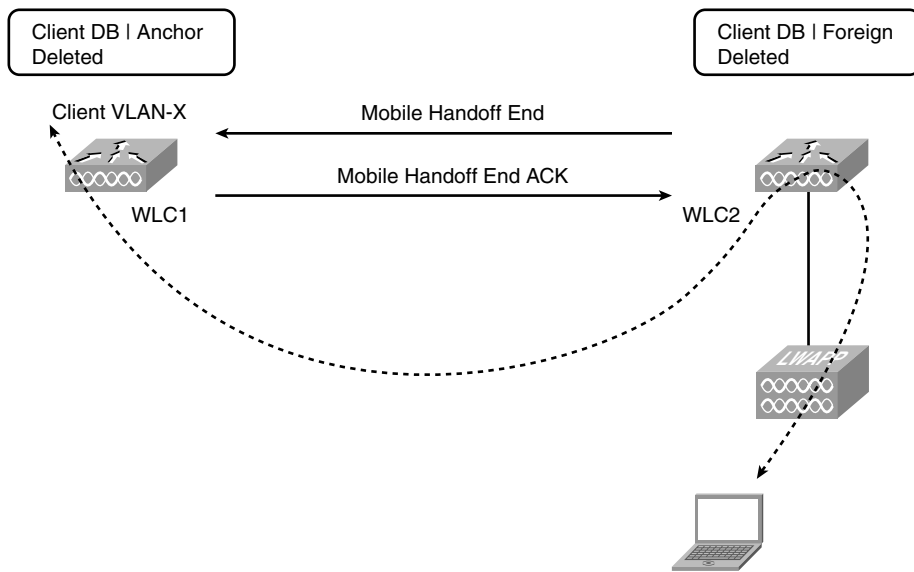 Client DB | Anchor
Deleted
Client DB | Foreign
Deleted
Client VLAN-X
Mobile Handoff End
Mobile Handoff End ACK
WLC1
WLC2
LWAPP